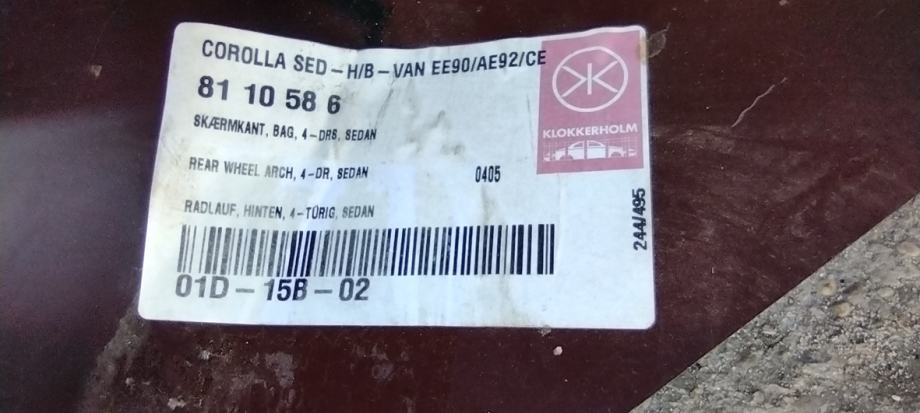 COROLLA SED - H/B - VAN EE90/AE92/CE
81 10 58 6
SKÆRMKANT, BAG, 4-DRS, SEDAN
REAR WHEEL ARCH, 4-DR, SEDAN 0405
RADLAUF, HINTEN, 4-TÜRIG, SEDAN
01D - 15B - 02
KLOKKERHOLM
244/495